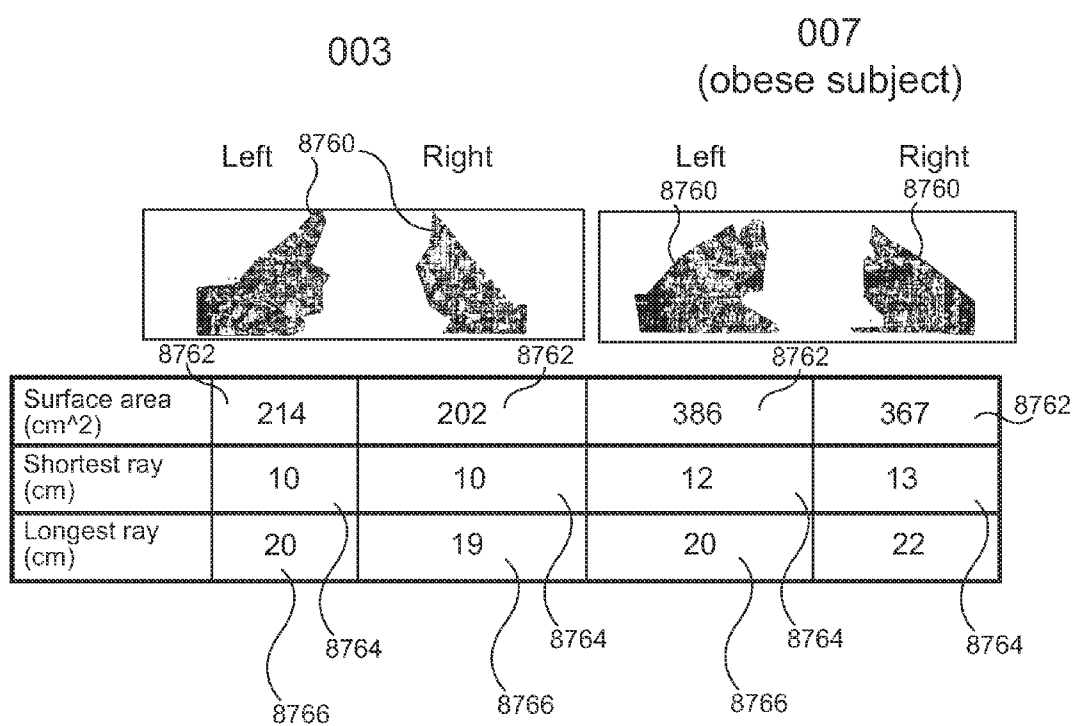 003
007
(obese subject)
Left
8760
Right
Left
8760
Right
8760
8762
8762
8762
Surface area
(cm^2)
214
202
386
367
8762
Shortest ray
(cm)
10
10
12
13
Longest ray
(cm)
20
19
20
22
8764
8764
8764
8764
8766
8766
8766